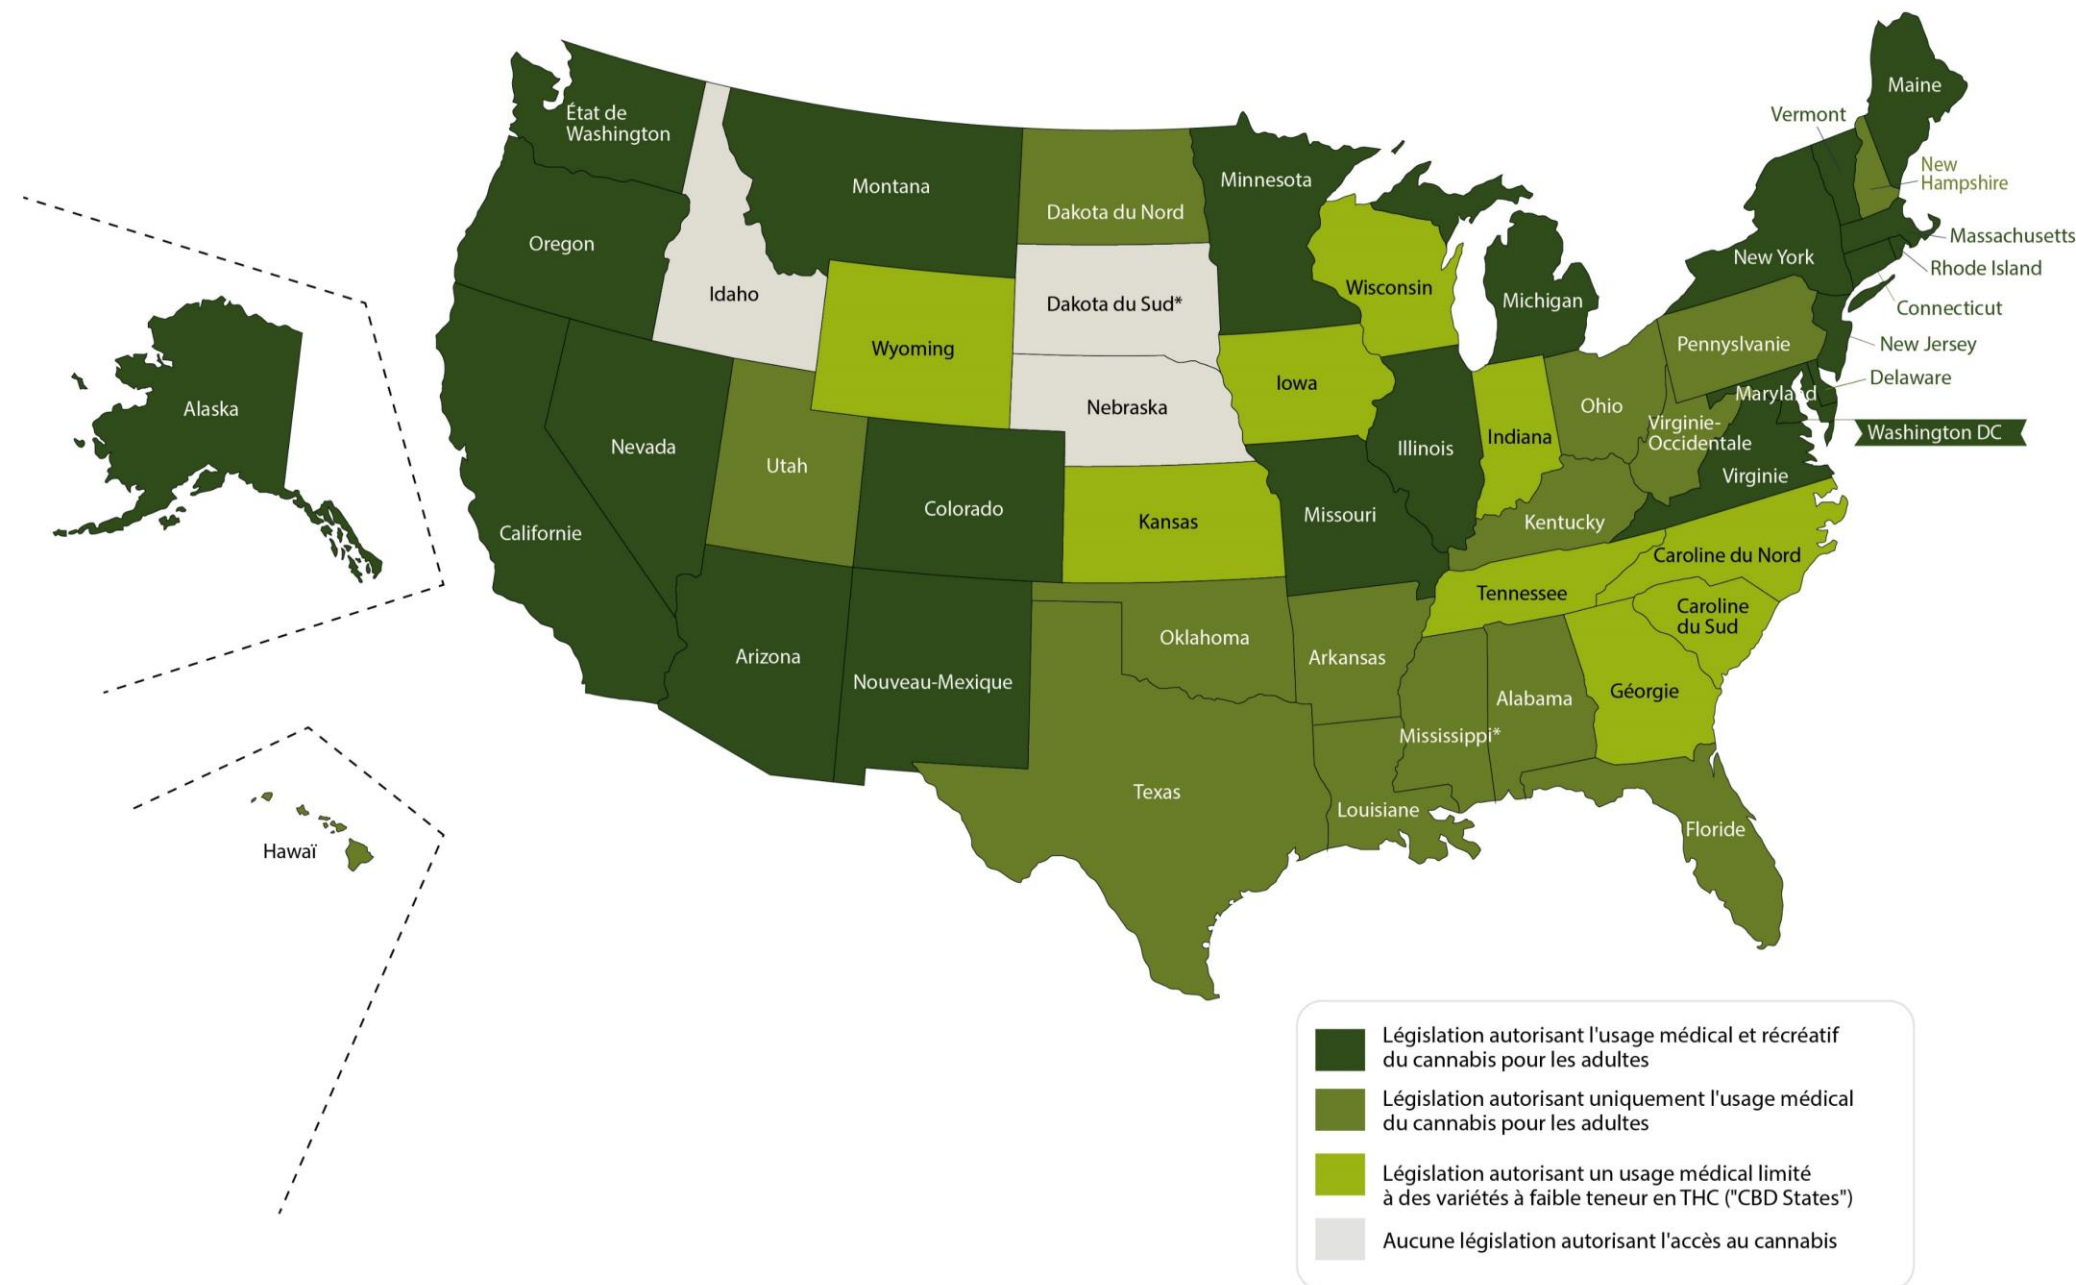 Maine
Vermont
État de
Washington
New
Hampshire
Montana
Minnesota
Dakota du Nord
Massachusetts
Oregon
New York
Rhode Island
Wisconsin
Idaho
Michigan
Dakota du Sud*
Connecticut
Pennyslvanie
New Jersey
Wyoming
Delaware
Iowa
Maryland
Nebraska
Ohio
Alaska
Virginie-
Occidentale
Washington DC
Indiana
Nevada
Illinois
Utah
Virginie
Colorado
Missouri
Kansas
Kentucky
Californie
Caroline du Nord
Tennessee
Caroline
du Sud
Oklahoma
Arizona
Arkansas
Nouveau-Mexique
Géorgie
Alabama
Mississippi*
Texas
Louisiane
Floride
Hawaï
Législation autorisant l'usage médical et récréatif
du cannabis pour les adultes
Législation autorisant uniquement l'usage médical
du cannabis pour les adultes
Législation autorisant un usage médical limité
à des variétés à faible teneur en THC ("CBD States")
Aucune législation autorisant l'accès au cannabis